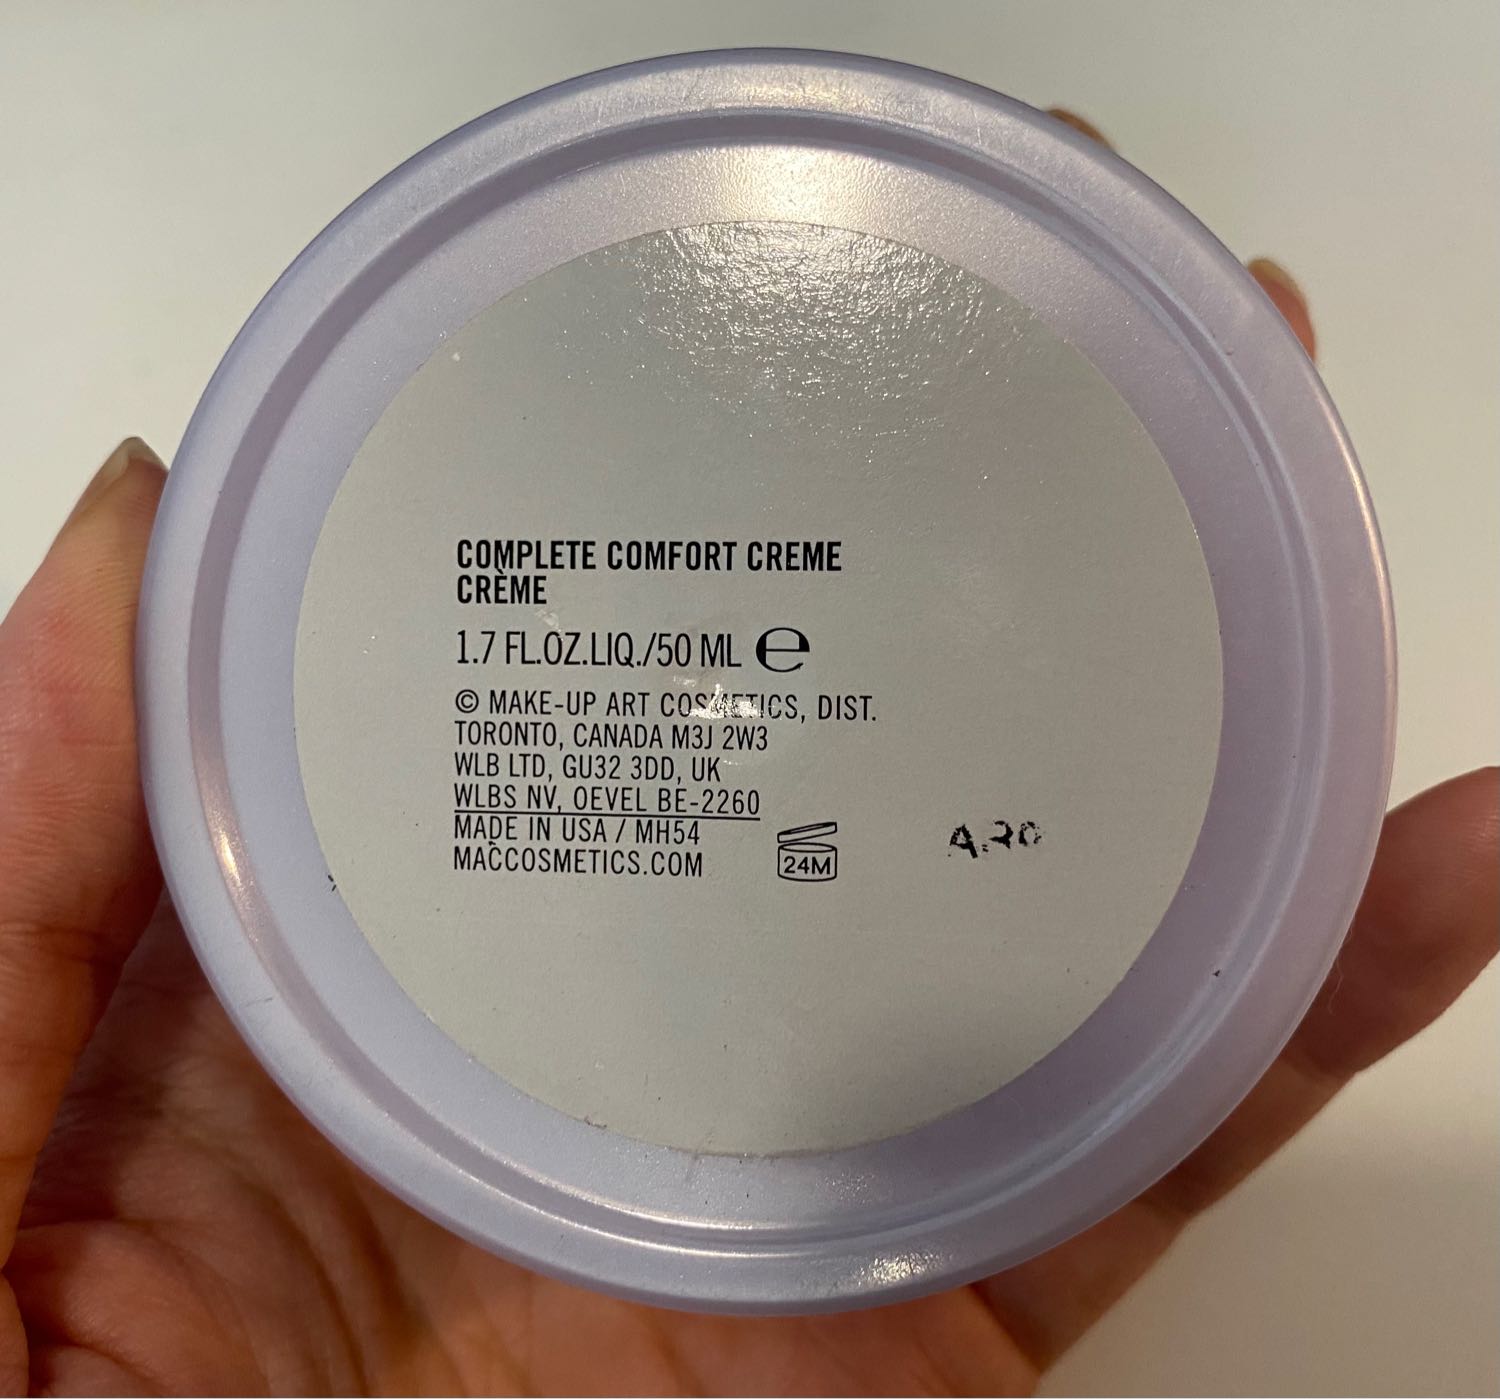 COMPLETE COMFORT CREME
CRÈME
1.7 FL.OZ.LIQ./50 ML ℮
© MAKE-UP ART COSMETICS, DIST.
TORONTO, CANADA M3J 2W3
WLB LTD, GU32 3DD, UK
WLBS NV, OEVEL BE-2260
MADE IN USA / MH54
MACCOSMETICS.COM
24M